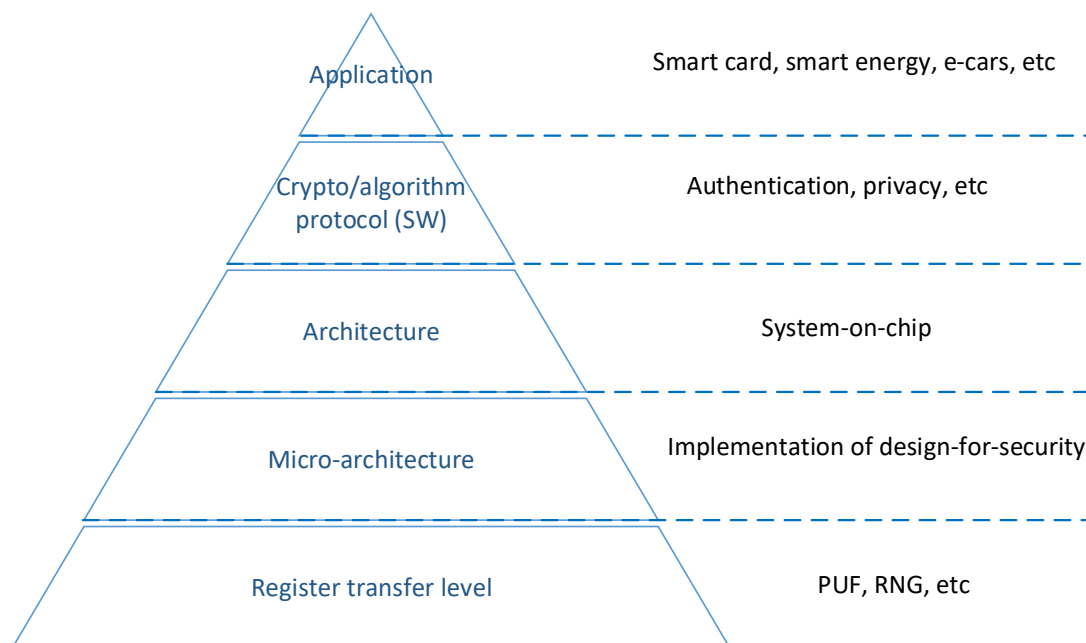 Application
Smart card, smart energy, e-cars, etc
Crypto/algorithm
protocol (SW)
Authentication, privacy, etc
Architecture
System-on-chip
Micro-architecture
Implementation of design-for-security
Register transfer level
PUF, RNG, etc